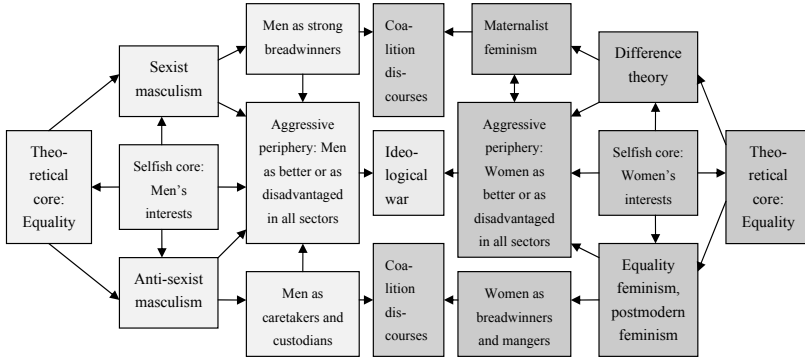 Men as strong
breadwinners
Coa-
lition
dis-
courses
Maternalist
feminism
Sexist
masculism
Difference
theory
Theo-
retical
core:
Equality
Selfish core:
Men’s
interests
Aggressive
periphery: Men
as better or as
disadvantaged
in all sectors
Ideo-
logical
war
Aggressive
periphery:
Women as
better or as
disadvantaged
in all sectors
Selfish core:
Women’s
interests
Theo-
retical
core:
Equality
Anti-sexist
masculism
Men as
caretakers and
custodians
Coa-
lition
dis-
courses
Women as
breadwinners
and mangers
Equality
feminism,
postmodern
feminism